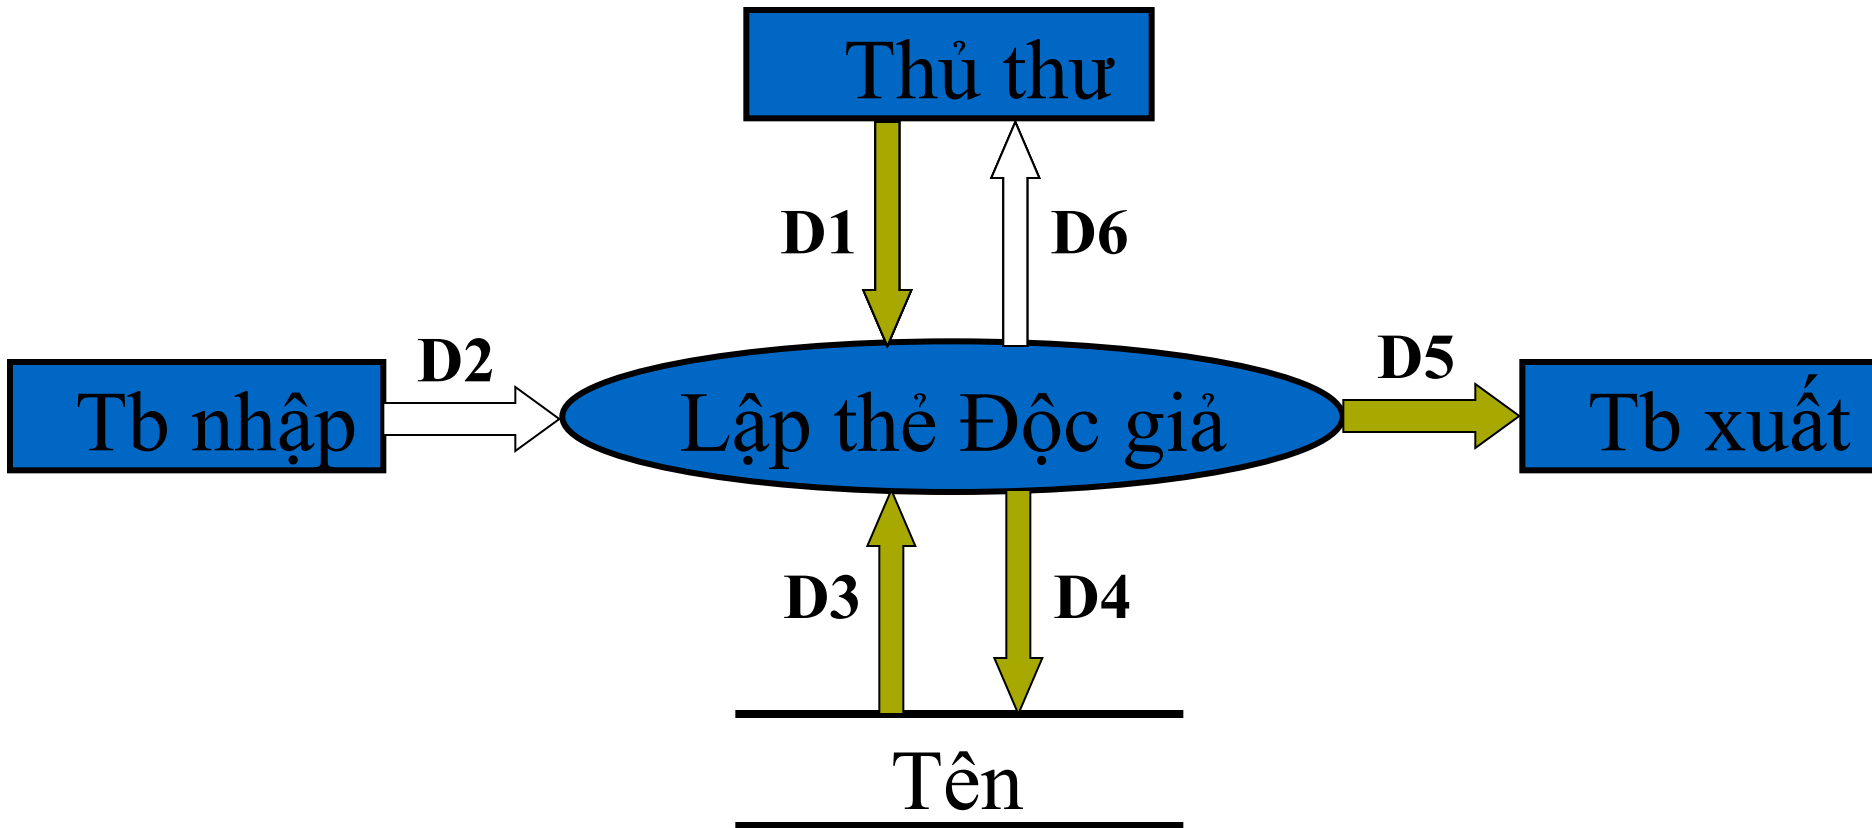 Thủ thư
D1
D6
D2
D5
Tb nhập
Lập thẻ Độc giả
Tb xuất
D3
D4
Tên